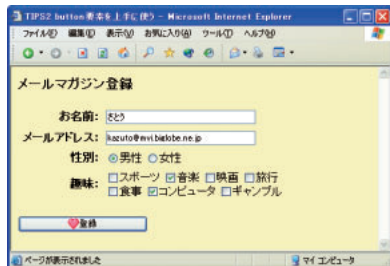 TIPS2 button要素を上手に使う - Microsoft Internet Explorer
ファイル(F) 編集(E) 表示(V) お気に入り(A) ツール(T) ヘルプ(H)
メールマガジン登録
お名前: さとう
メールアドレス: kazuto@mvi.biglobe.ne.jp
性別: 男性 女性
趣味: スポーツ 音楽 映画 旅行
食事 コンピュータ ギャンブル
登録
ページが表示されました マイ コンピュータ